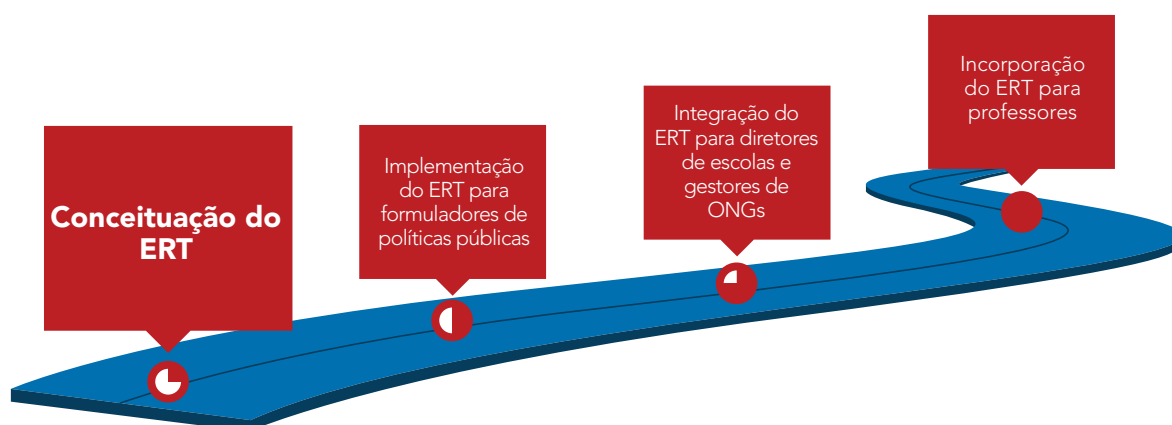 Conceituação do
ERT
Implementação
do ERT para
formuladores de
políticas públicas
Integração do
ERT para diretores
de escolas e
gestores de
ONGs
Incorporação
do ERT para
professores